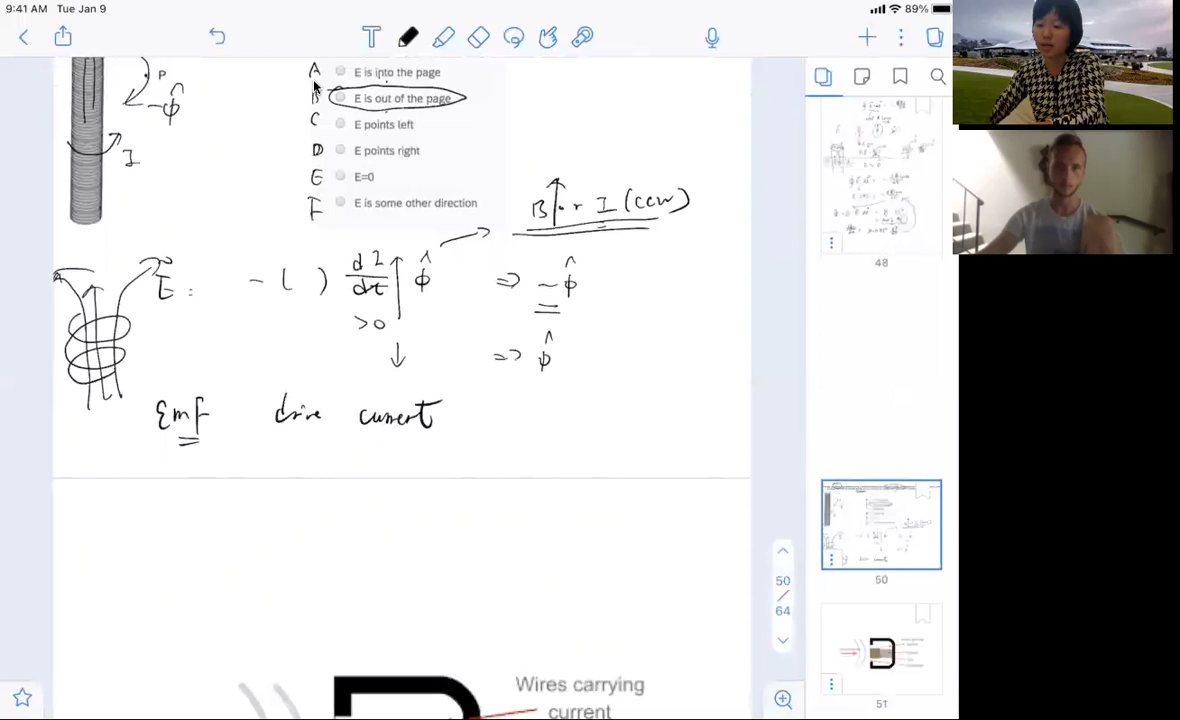 9:41 AM Tue Jan 9
89%
P
-φ̂
I
A E is into the page
B E is out of the page
C E points left
D E points right
E E=0
F E is some other direction
B for I (ccw)
E : - ( ) dI/dt φ̂ => -φ̂
>0
=> φ̂
Emf drive current
Wires carrying
current
48
50
50
/
64
51